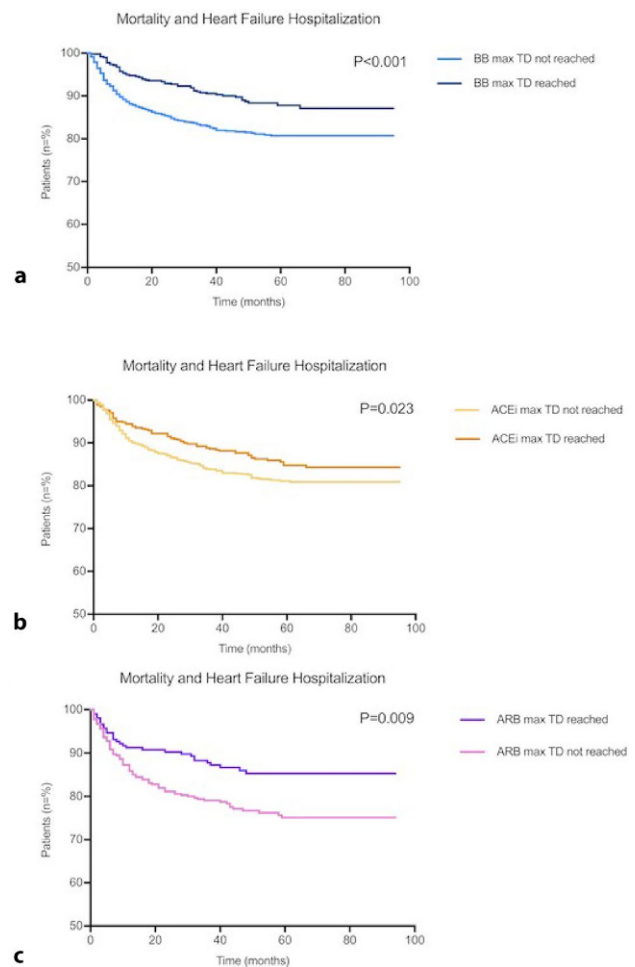 Mortality and Heart Failure Hospitalization
P<0.001
BB max TD not reached
BB max TD reached
100
90
80
70
60
50
Patients (n=%)
0 20 40 60 80 100
Time (months)
a
Mortality and Heart Failure Hospitalization
P=0.023
ACEi max TD not reached
ACEi max TD reached
100
90
80
70
60
50
Patients (n=%)
0 20 40 60 80 100
Time (months)
b
Mortality and Heart Failure Hospitalization
P=0.009
ARB max TD reached
ARB max TD not reached
100
90
80
70
60
50
Patients (n=%)
0 20 40 60 80 100
Time (months)
c